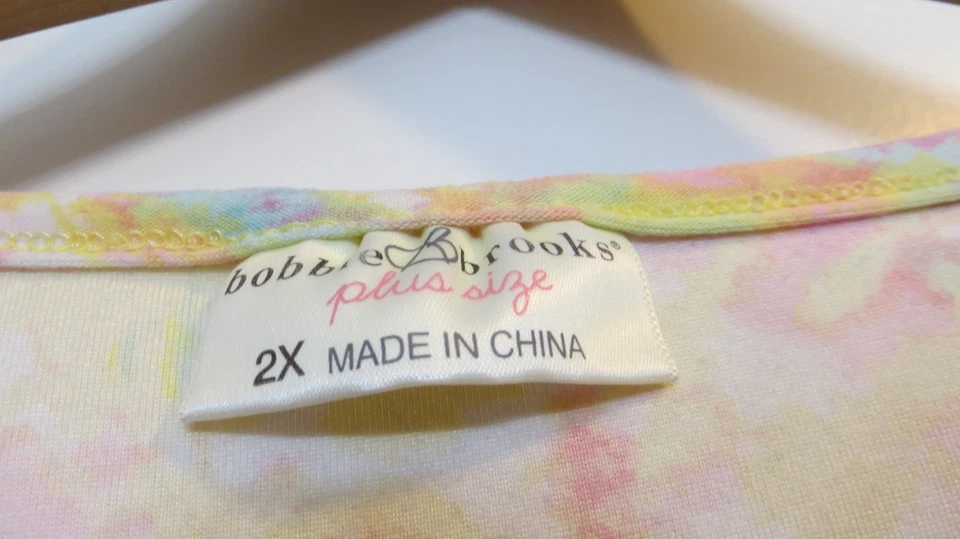 bobbie B brooks®
plus size
2X MADE IN CHINA